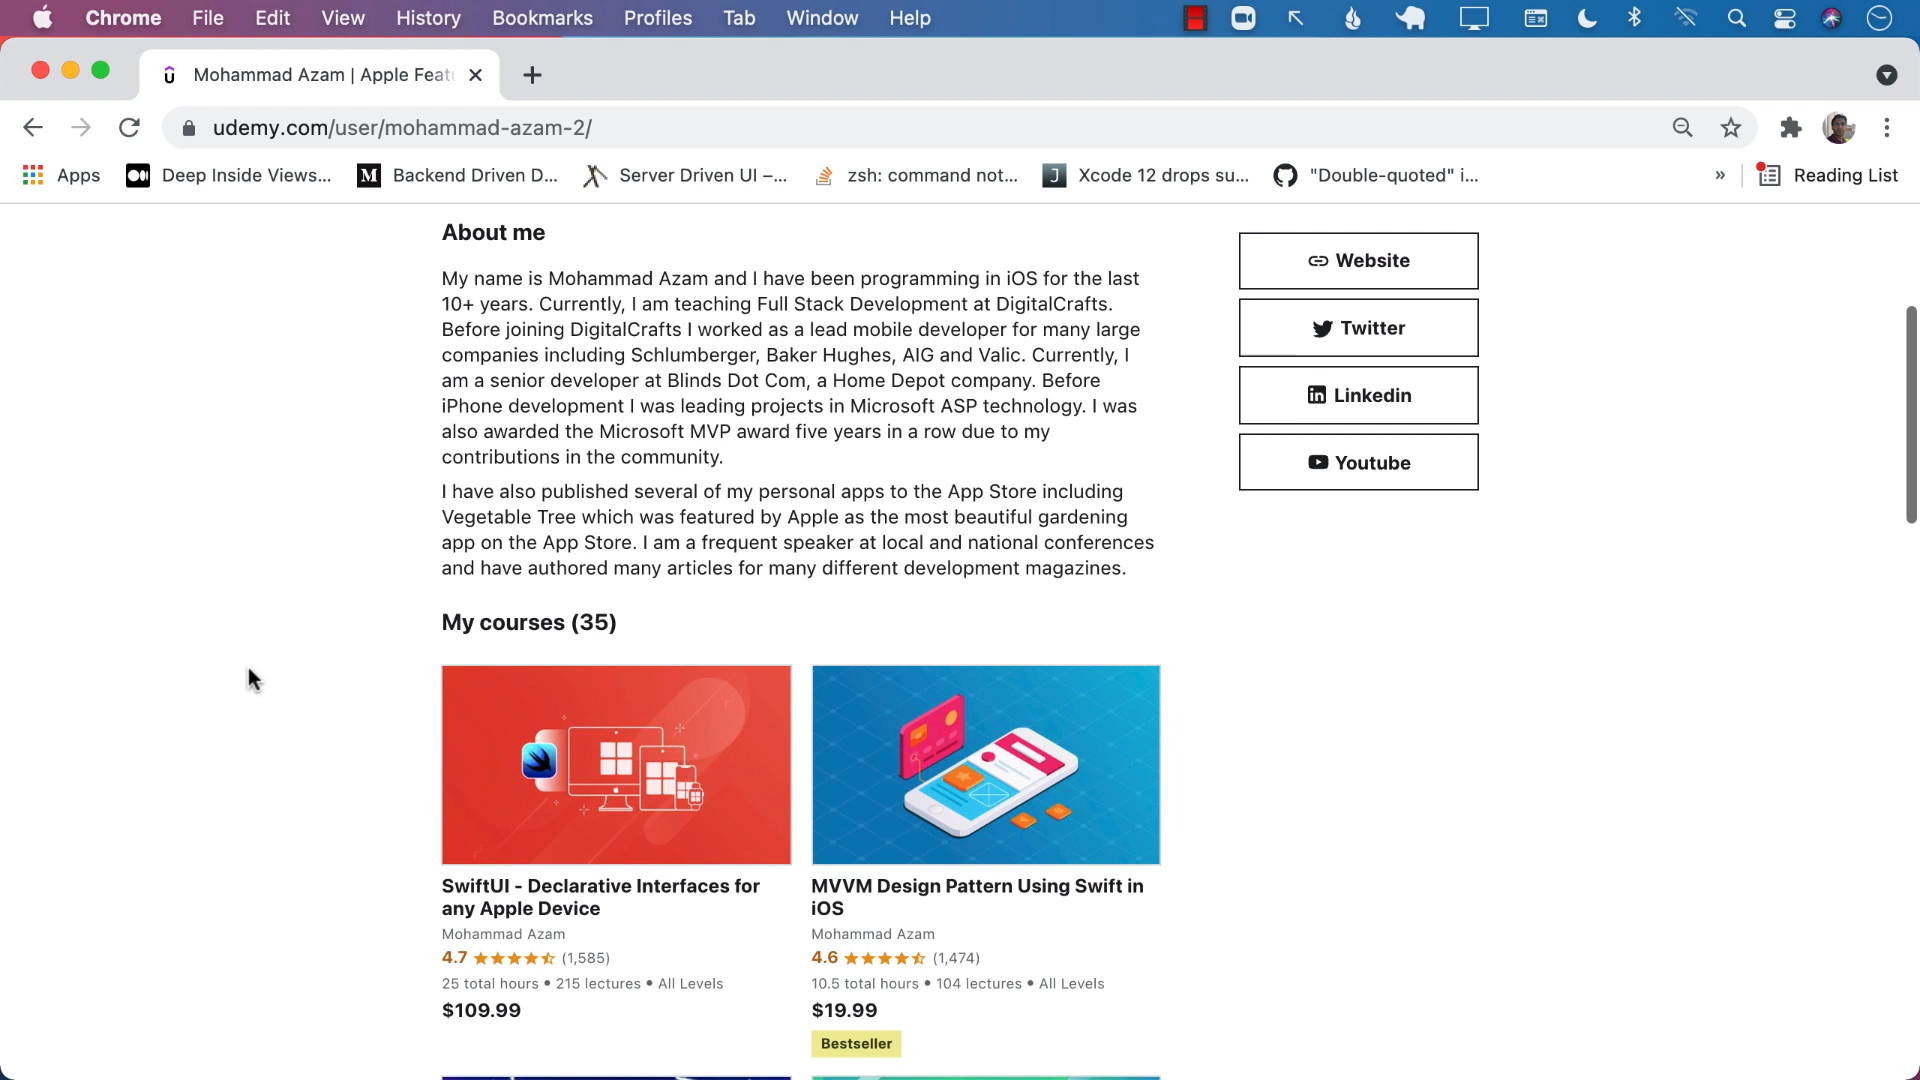 Chrome File Edit View History Bookmarks Profiles Tab Window Help
Mohammad Azam | Apple Feat
udemy.com/user/mohammad-azam-2/
Apps Deep Inside Views... Backend Driven D... Server Driven UI –... zsh: command not... Xcode 12 drops su... "Double-quoted" i... » Reading List
About me
My name is Mohammad Azam and I have been programming in iOS for the last
10+ years. Currently, I am teaching Full Stack Development at DigitalCrafts.
Before joining DigitalCrafts I worked as a lead mobile developer for many large
companies including Schlumberger, Baker Hughes, AIG and Valic. Currently, I
am a senior developer at Blinds Dot Com, a Home Depot company. Before
iPhone development I was leading projects in Microsoft ASP technology. I was
also awarded the Microsoft MVP award five years in a row due to my
contributions in the community.
I have also published several of my personal apps to the App Store including
Vegetable Tree which was featured by Apple as the most beautiful gardening
app on the App Store. I am a frequent speaker at local and national conferences
and have authored many articles for many different development magazines.
Website
Twitter
Linkedin
Youtube
My courses (35)
SwiftUI - Declarative Interfaces for
any Apple Device
Mohammad Azam
4.7 (1,585)
25 total hours • 215 lectures • All Levels
$109.99
MVVM Design Pattern Using Swift in
iOS
Mohammad Azam
4.6 (1,474)
10.5 total hours • 104 lectures • All Levels
$19.99
Bestseller